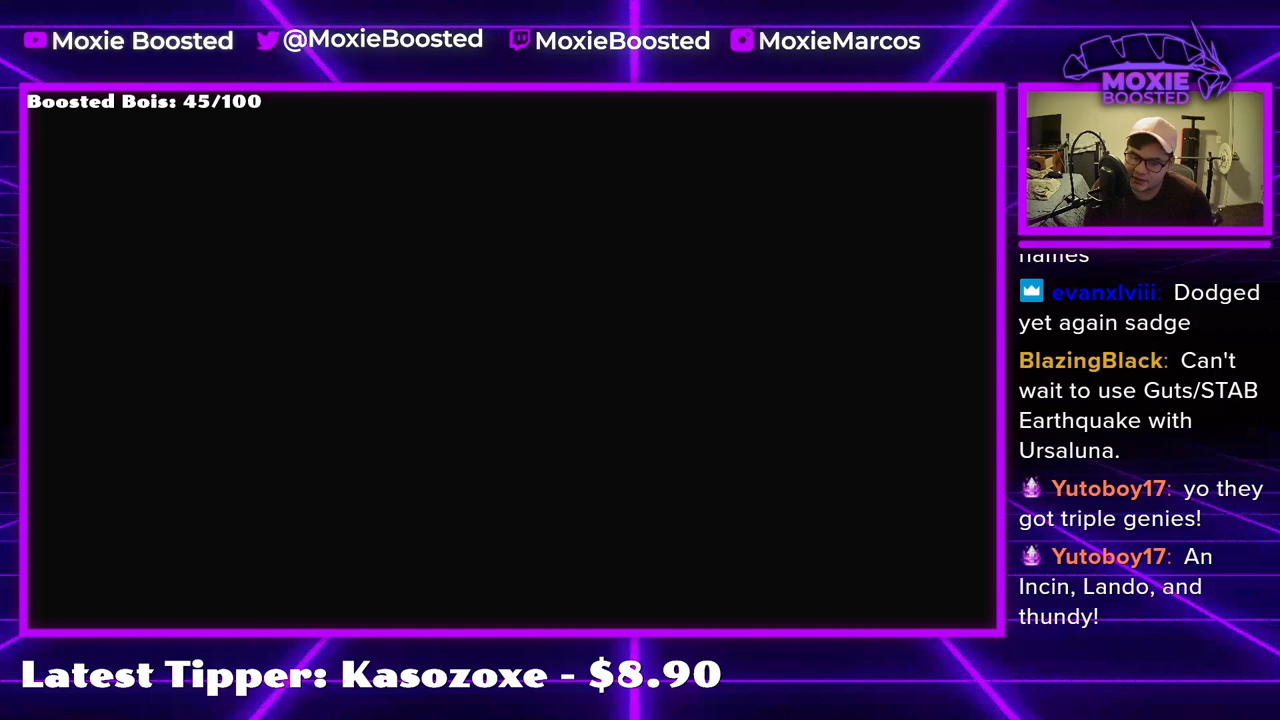 Moxie Boosted @MoxieBoosted MoxieBoosted MoxieMarcos
MOXIE
BOOSTED
Boosted Bois: 45/100
names
evanxlviii: Dodged
yet again sadge
BlazingBlack: Can't
wait to use Guts/STAB
Earthquake with
Ursaluna.
Yutoboy17: yo they
got triple genies!
Yutoboy17: An
Incin, Lando, and
thundy!
Latest Tipper: Kasozoxe - $8.90